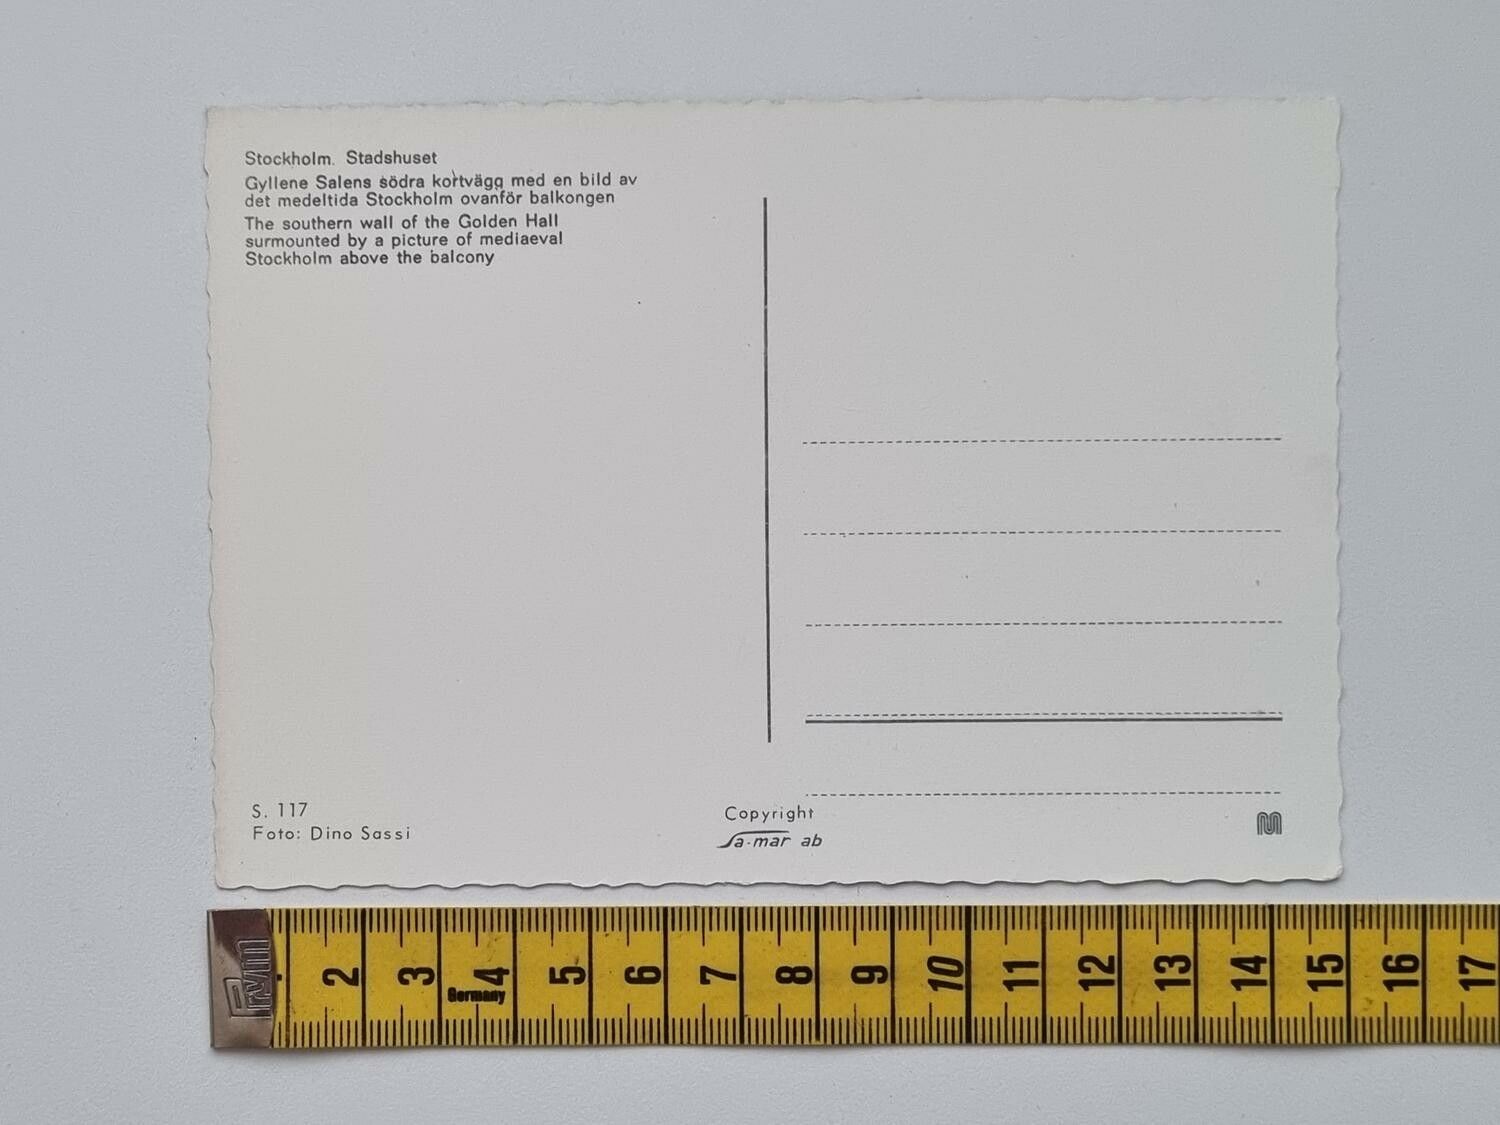 Stockholm. Stadshuset
Gyllene Salens södra kortvägg med en bild av
det medeltida Stockholm ovanför balkongen
The southern wall of the Golden Hall
surmounted by a picture of mediaeval
Stockholm above the balcony
S. 117
Foto: Dino Sassi
Copyright
Sa-mar ab
M
Prym
2 3 4 5 6 7 8 9 10 11 12 13 14 15 16 17
Germany